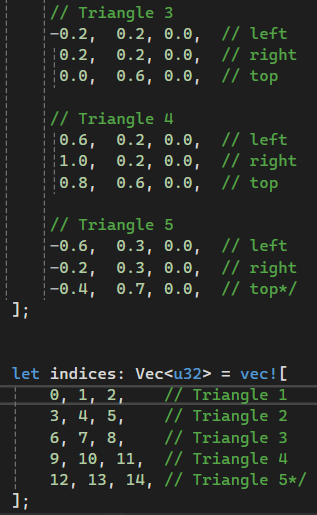 // Triangle 3
-0.2, 0.2, 0.0, // left
0.2, 0.2, 0.0, // right
0.0, 0.6, 0.0, // top
// Triangle 4
0.6, 0.2, 0.0, // left
1.0, 0.2, 0.0, // right
0.8, 0.6, 0.0, // top
// Triangle 5
-0.6, 0.3, 0.0, // left
-0.2, 0.3, 0.0, // right
-0.4, 0.7, 0.0, // top*/
];
let indices: Vec<u32> = vec![
0, 1, 2, // Triangle 1
3, 4, 5, // Triangle 2
6, 7, 8, // Triangle 3
9, 10, 11, // Triangle 4
12, 13, 14, // Triangle 5*/
];